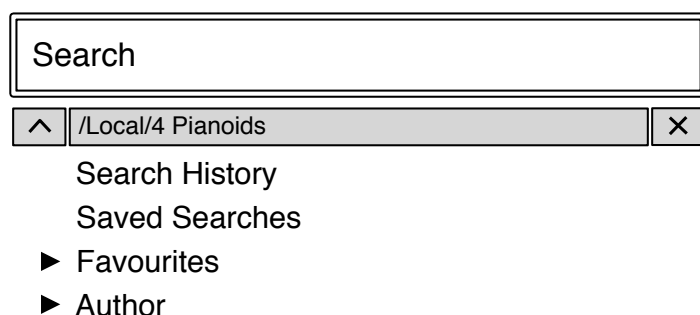 Search
/Local/4 Pianoids
Search History
Saved Searches
Favourites
Author